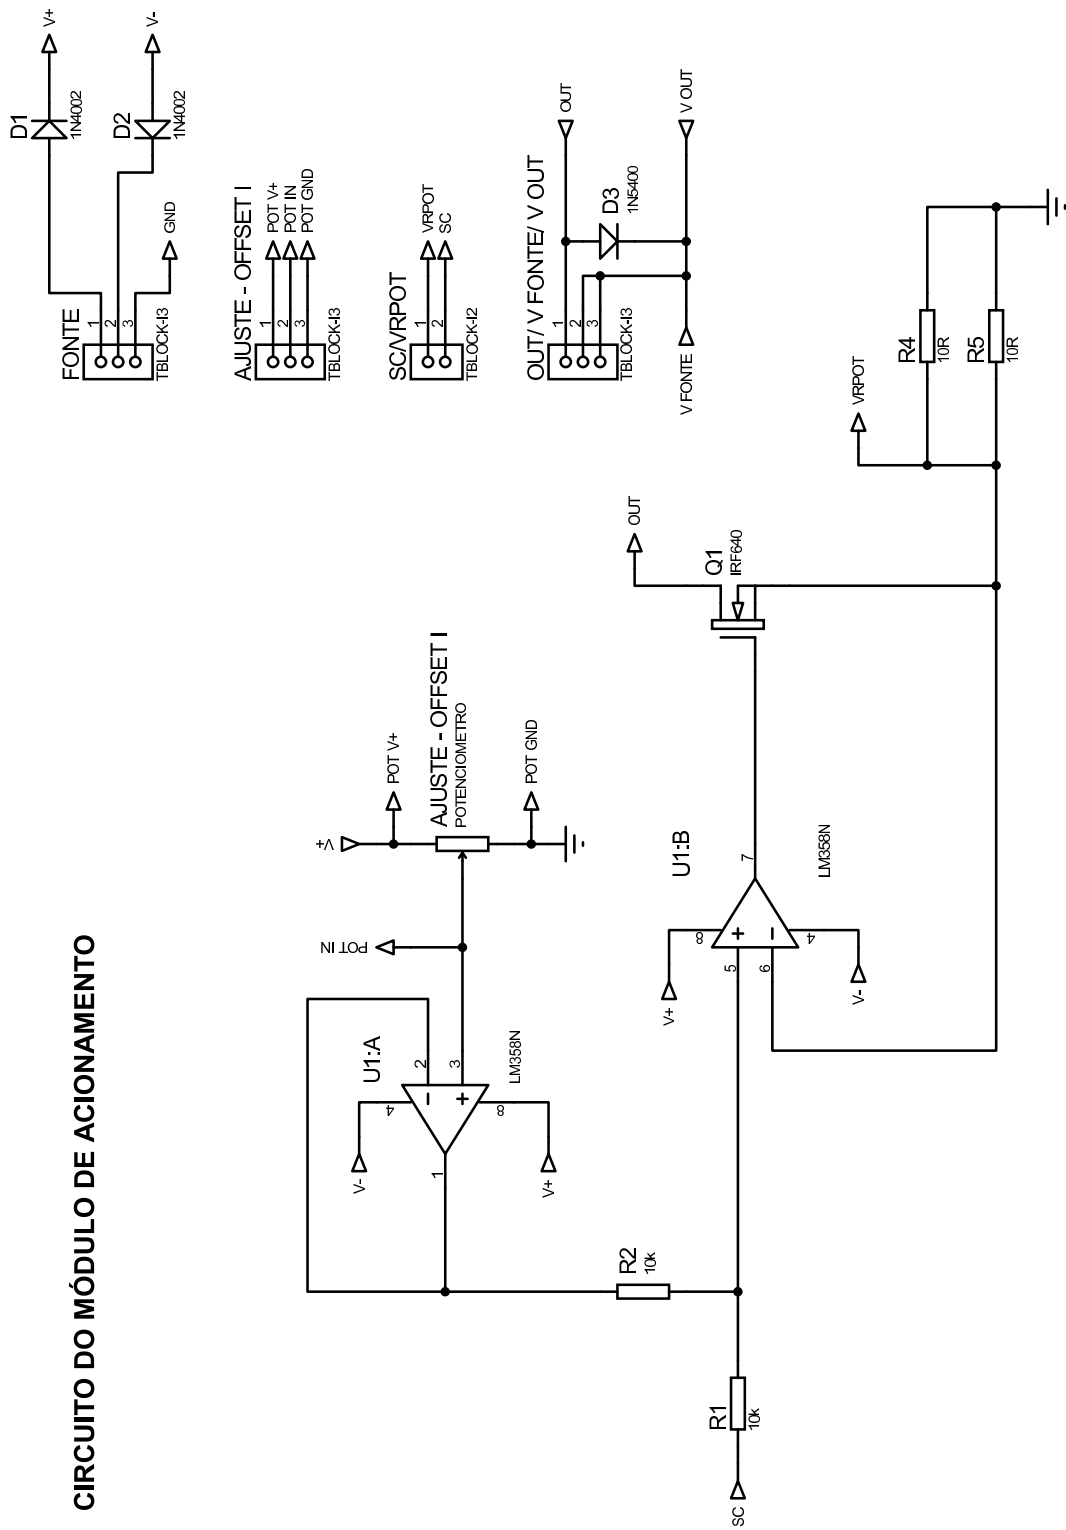 CIRCUITO DO MÓDULO DE ACIONAMENTO
SC
R1
10k
R2
10k
V-
V+
4
8
1
2
3
U1:A
LM358N
POT IN
V+
POT V+
AJUSTE - OFFSET I
POTENCIOMETRO
POT GND
V+
V-
8
4
5
6
7
U1:B
LM358N
OUT
Q1
IRF640
VRPOT
R4
10R
R5
10R
FONTE
1
2
3
TBLOCK-I3
D1
1N4002
V+
D2
1N4002
V-
GND
AJUSTE - OFFSET I
1
2
3
TBLOCK-I3
POT V+
POT IN
POT GND
SC/VRPOT
1
2
TBLOCK-I2
VRPOT
SC
OUT/ V FONTE/ V OUT
1
2
3
TBLOCK-I3
V FONTE
D3
1N5400
OUT
V OUT